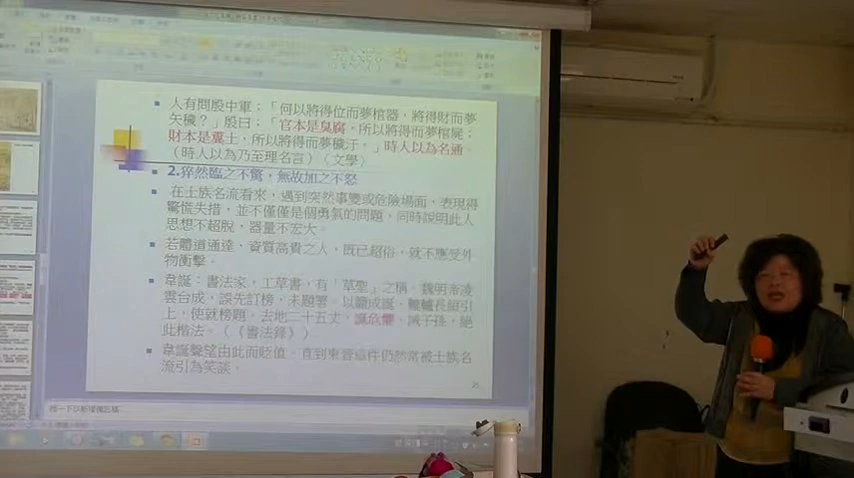 人有問殷中軍：「何以將得位而夢棺器，將得財而夢
矢穢？」殷曰：「官本是臭腐，所以將得而夢棺屍；
財本是糞土，所以將得而夢穢汙。」時人以為名通。
（時人以為乃至理名言）（文學）
2.猝然臨之不驚，無故加之不怒
在士族名流看來，遇到突然事變或危險場面，表現得
驚慌失措，並不僅僅是個勇氣的問題，同時說明此人
思想不超脫，器量不宏大。
若體道通達，資質高貴之人，既已超俗，就不應受外
物衝擊。
韋誕：書法家，工草書，有「草聖」之稱。魏明帝凌
雲台成，誤先訂榜，未題署。以籠成誕，轆轤長絙引
上，使就榜題。去地二十五丈，誕危懼，誡子孫，絕
此楷法。（《書法錄》）
韋誕聲望由此而貶值。直到東晉這件仍然常被士族名
流引為笑談。
25
按一下以新增備忘稿